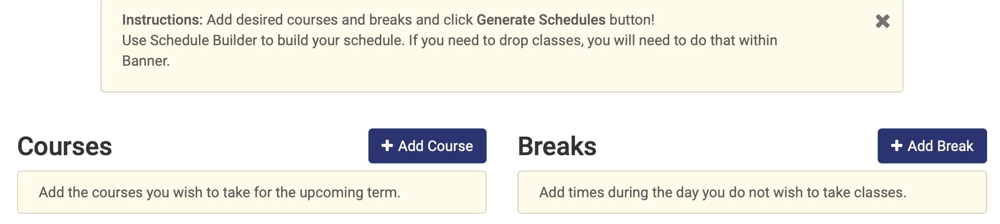 Instructions: Add desired courses and breaks and click Generate Schedules button!
Use Schedule Builder to build your schedule. If you need to drop classes, you will need to do that within
Banner.
Courses
Add Course
Add the courses you wish to take for the upcoming term.
Breaks
Add Break
Add times during the day you do not wish to take classes.